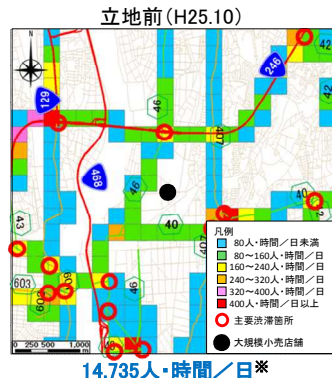 立地前(H25.10)
N
246
42
129
46
407
468
46
40
40
43
407
凡例
80人・時間/日未満
80~160人・時間/日
160~240人・時間/日
240~320人・時間/日
320~400人・時間/日
400人・時間/日以上
主要渋滞箇所
大規模小売店舗
603
46
0 500 1,000
14,735人・時間/日※